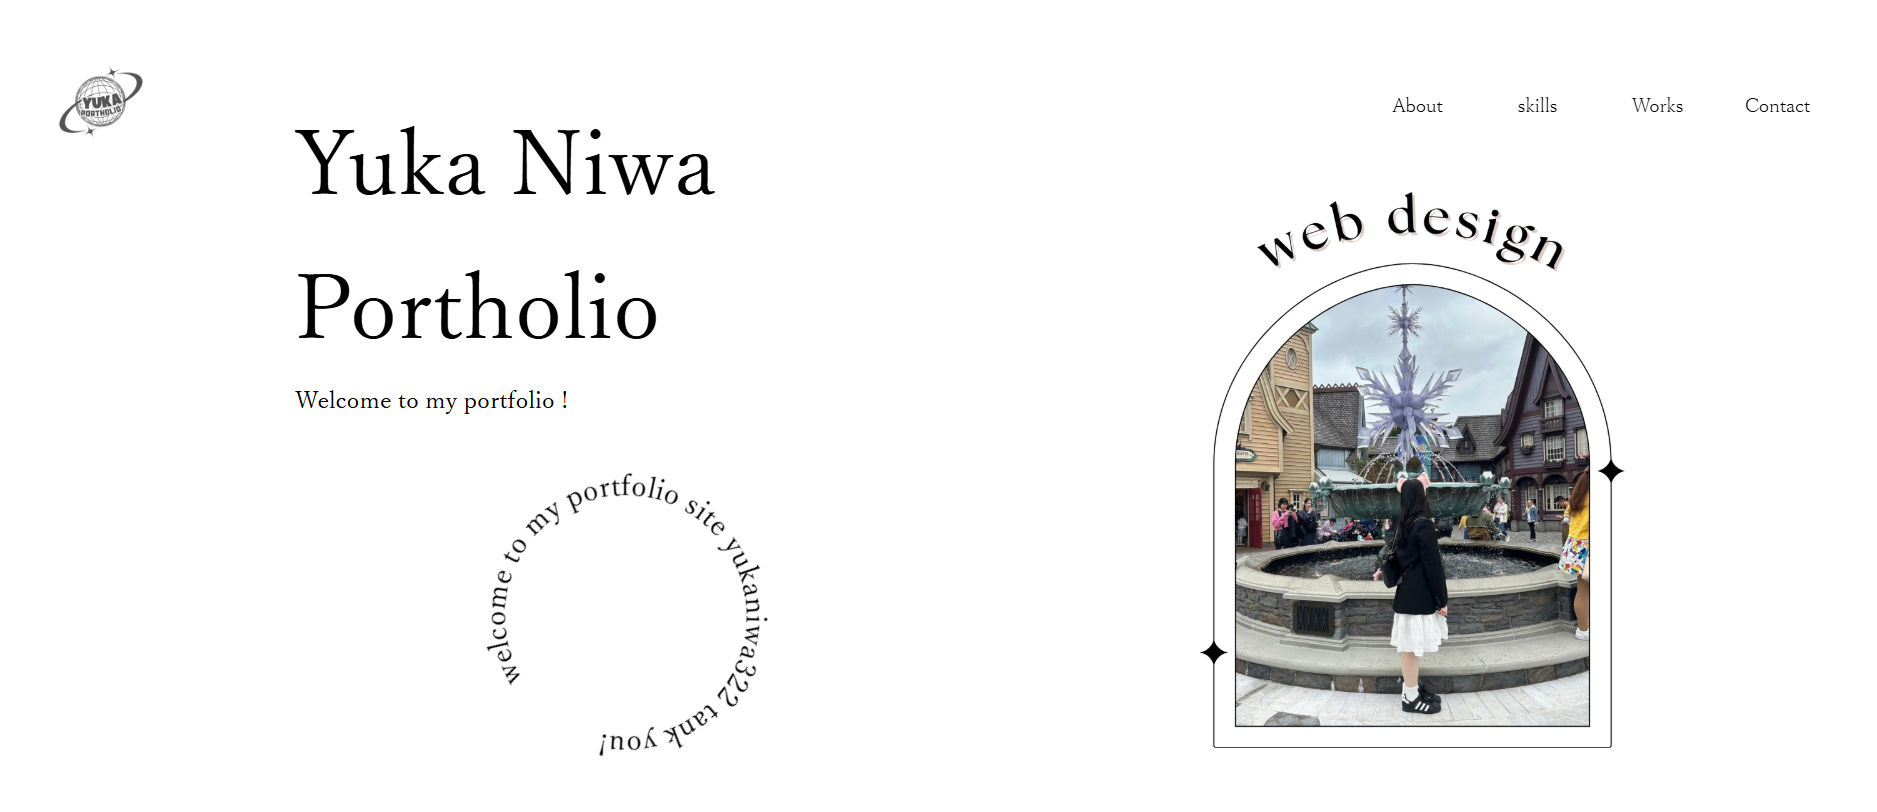 YUKA
PORTHOLIO
About
skills
Works
Contact
Yuka Niwa
Portholio
Welcome to my portfolio !
web design
welcome to my portfolio site yukaniwa322 tank you!